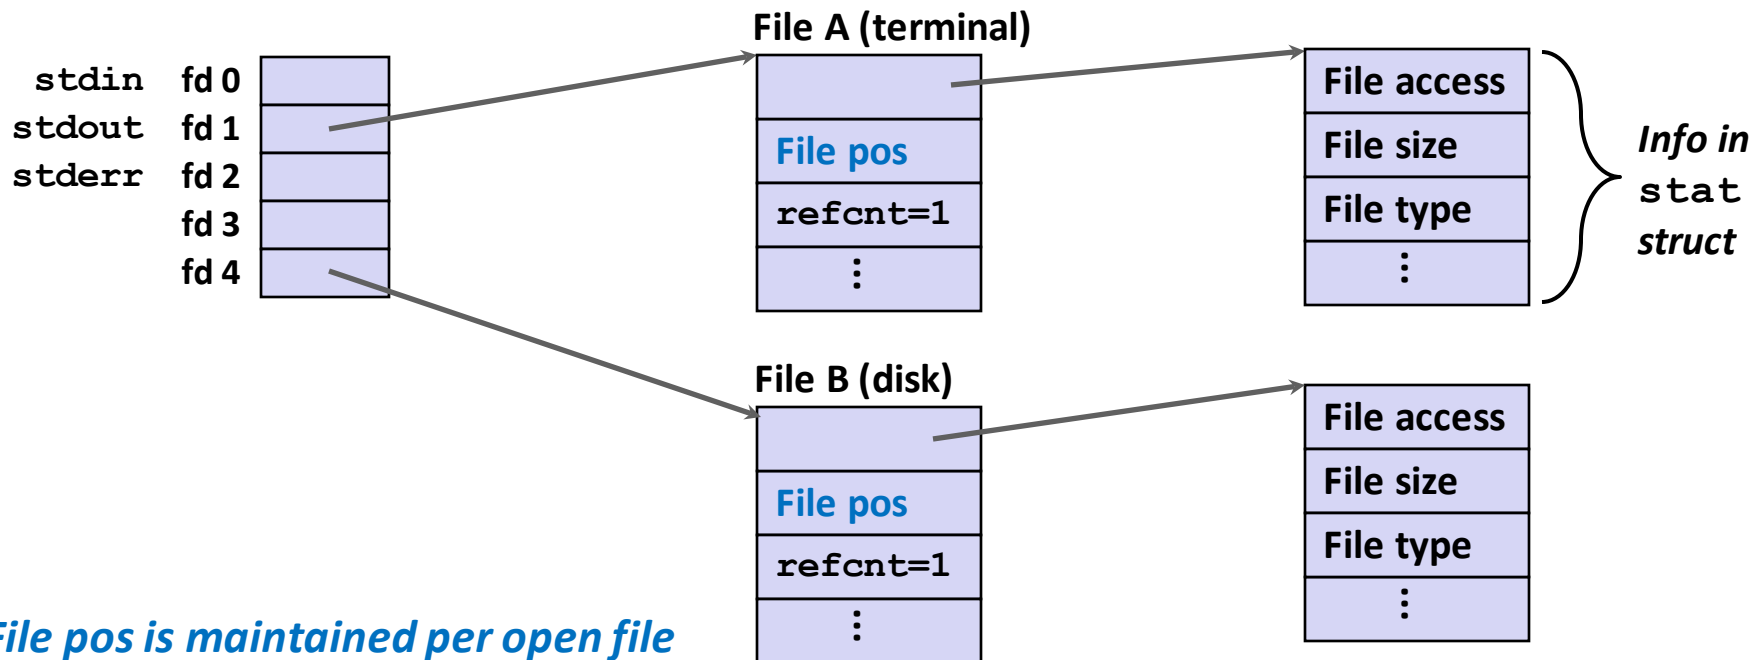 File A (terminal)
stdin fd 0
stdout fd 1
stderr fd 2
fd 3
fd 4
File pos
refcnt=1
⋮
File access
File size
File type
⋮
Info in
stat
struct
File B (disk)
File pos
refcnt=1
⋮
File access
File size
File type
⋮
File pos is maintained per open file